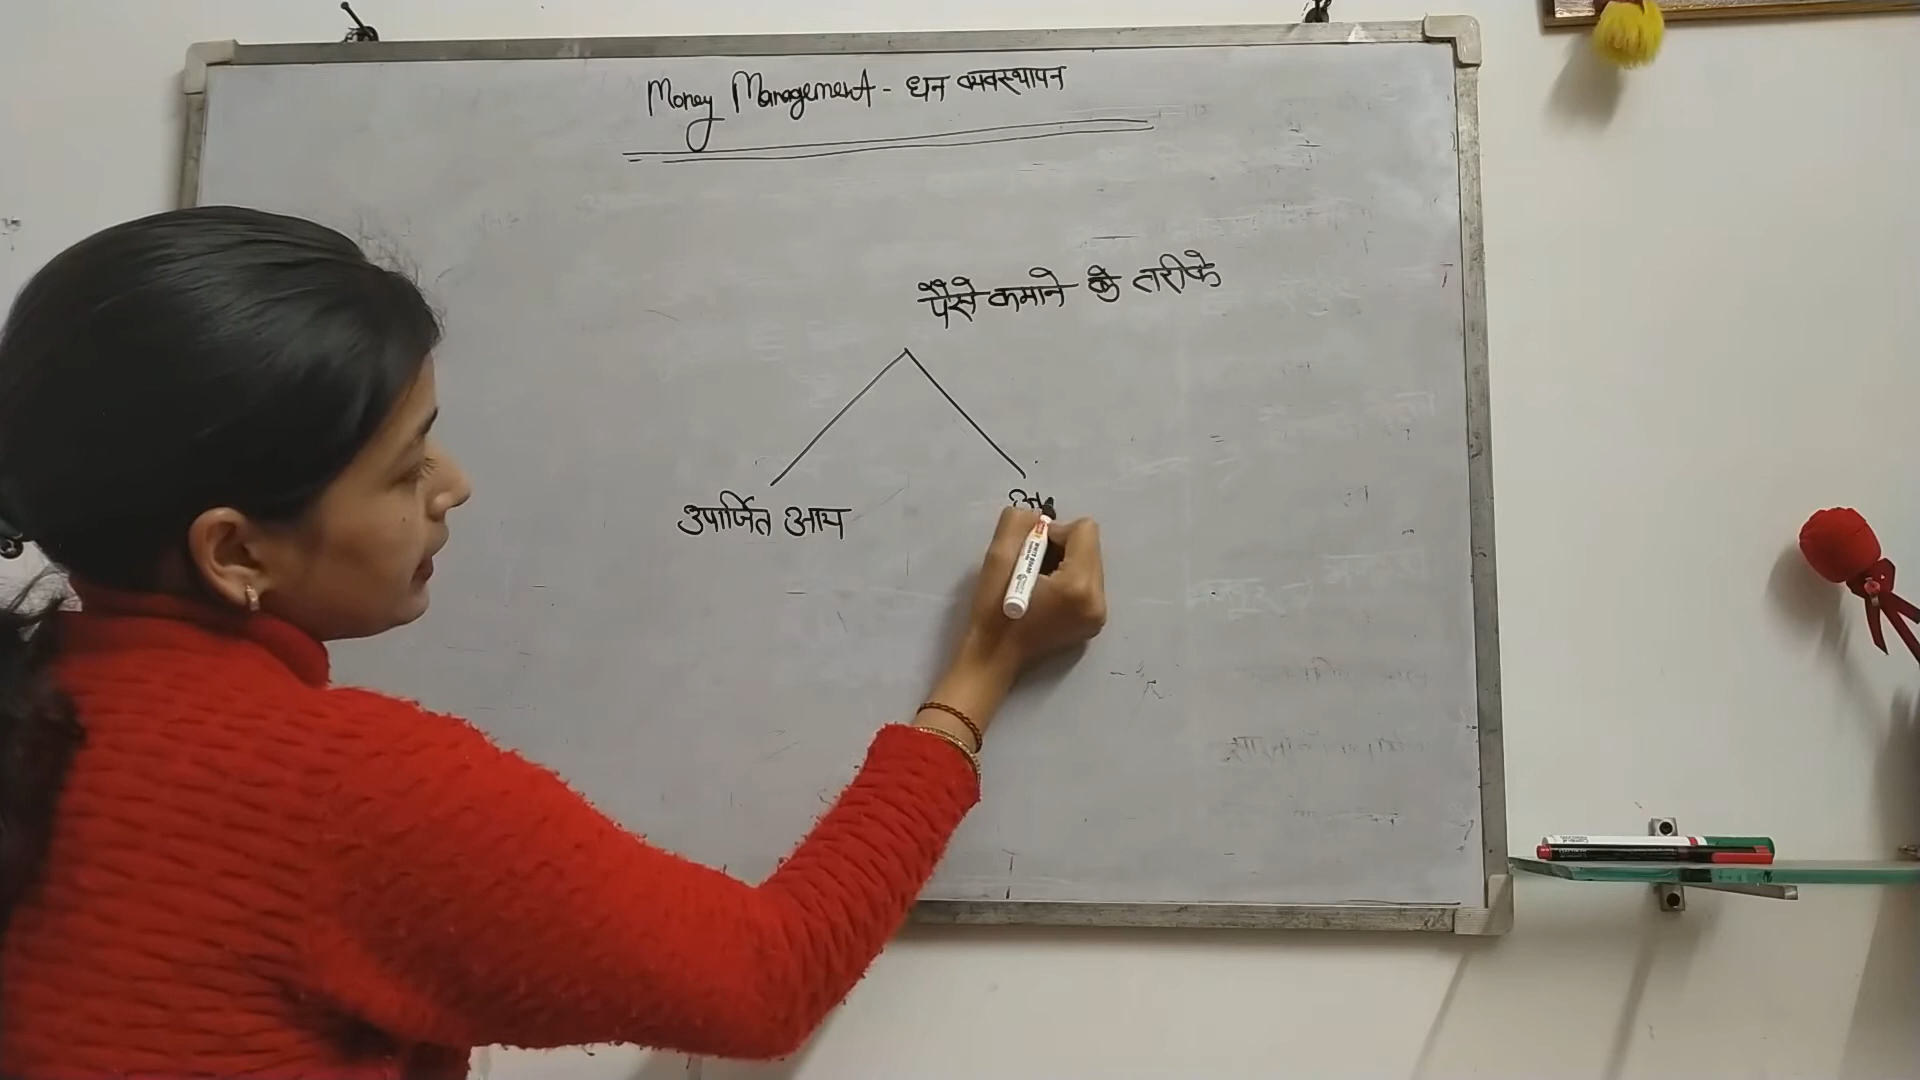 Money Management - धन व्यवस्थापन
पैसे कमाने के तरीके
उपार्जित आय